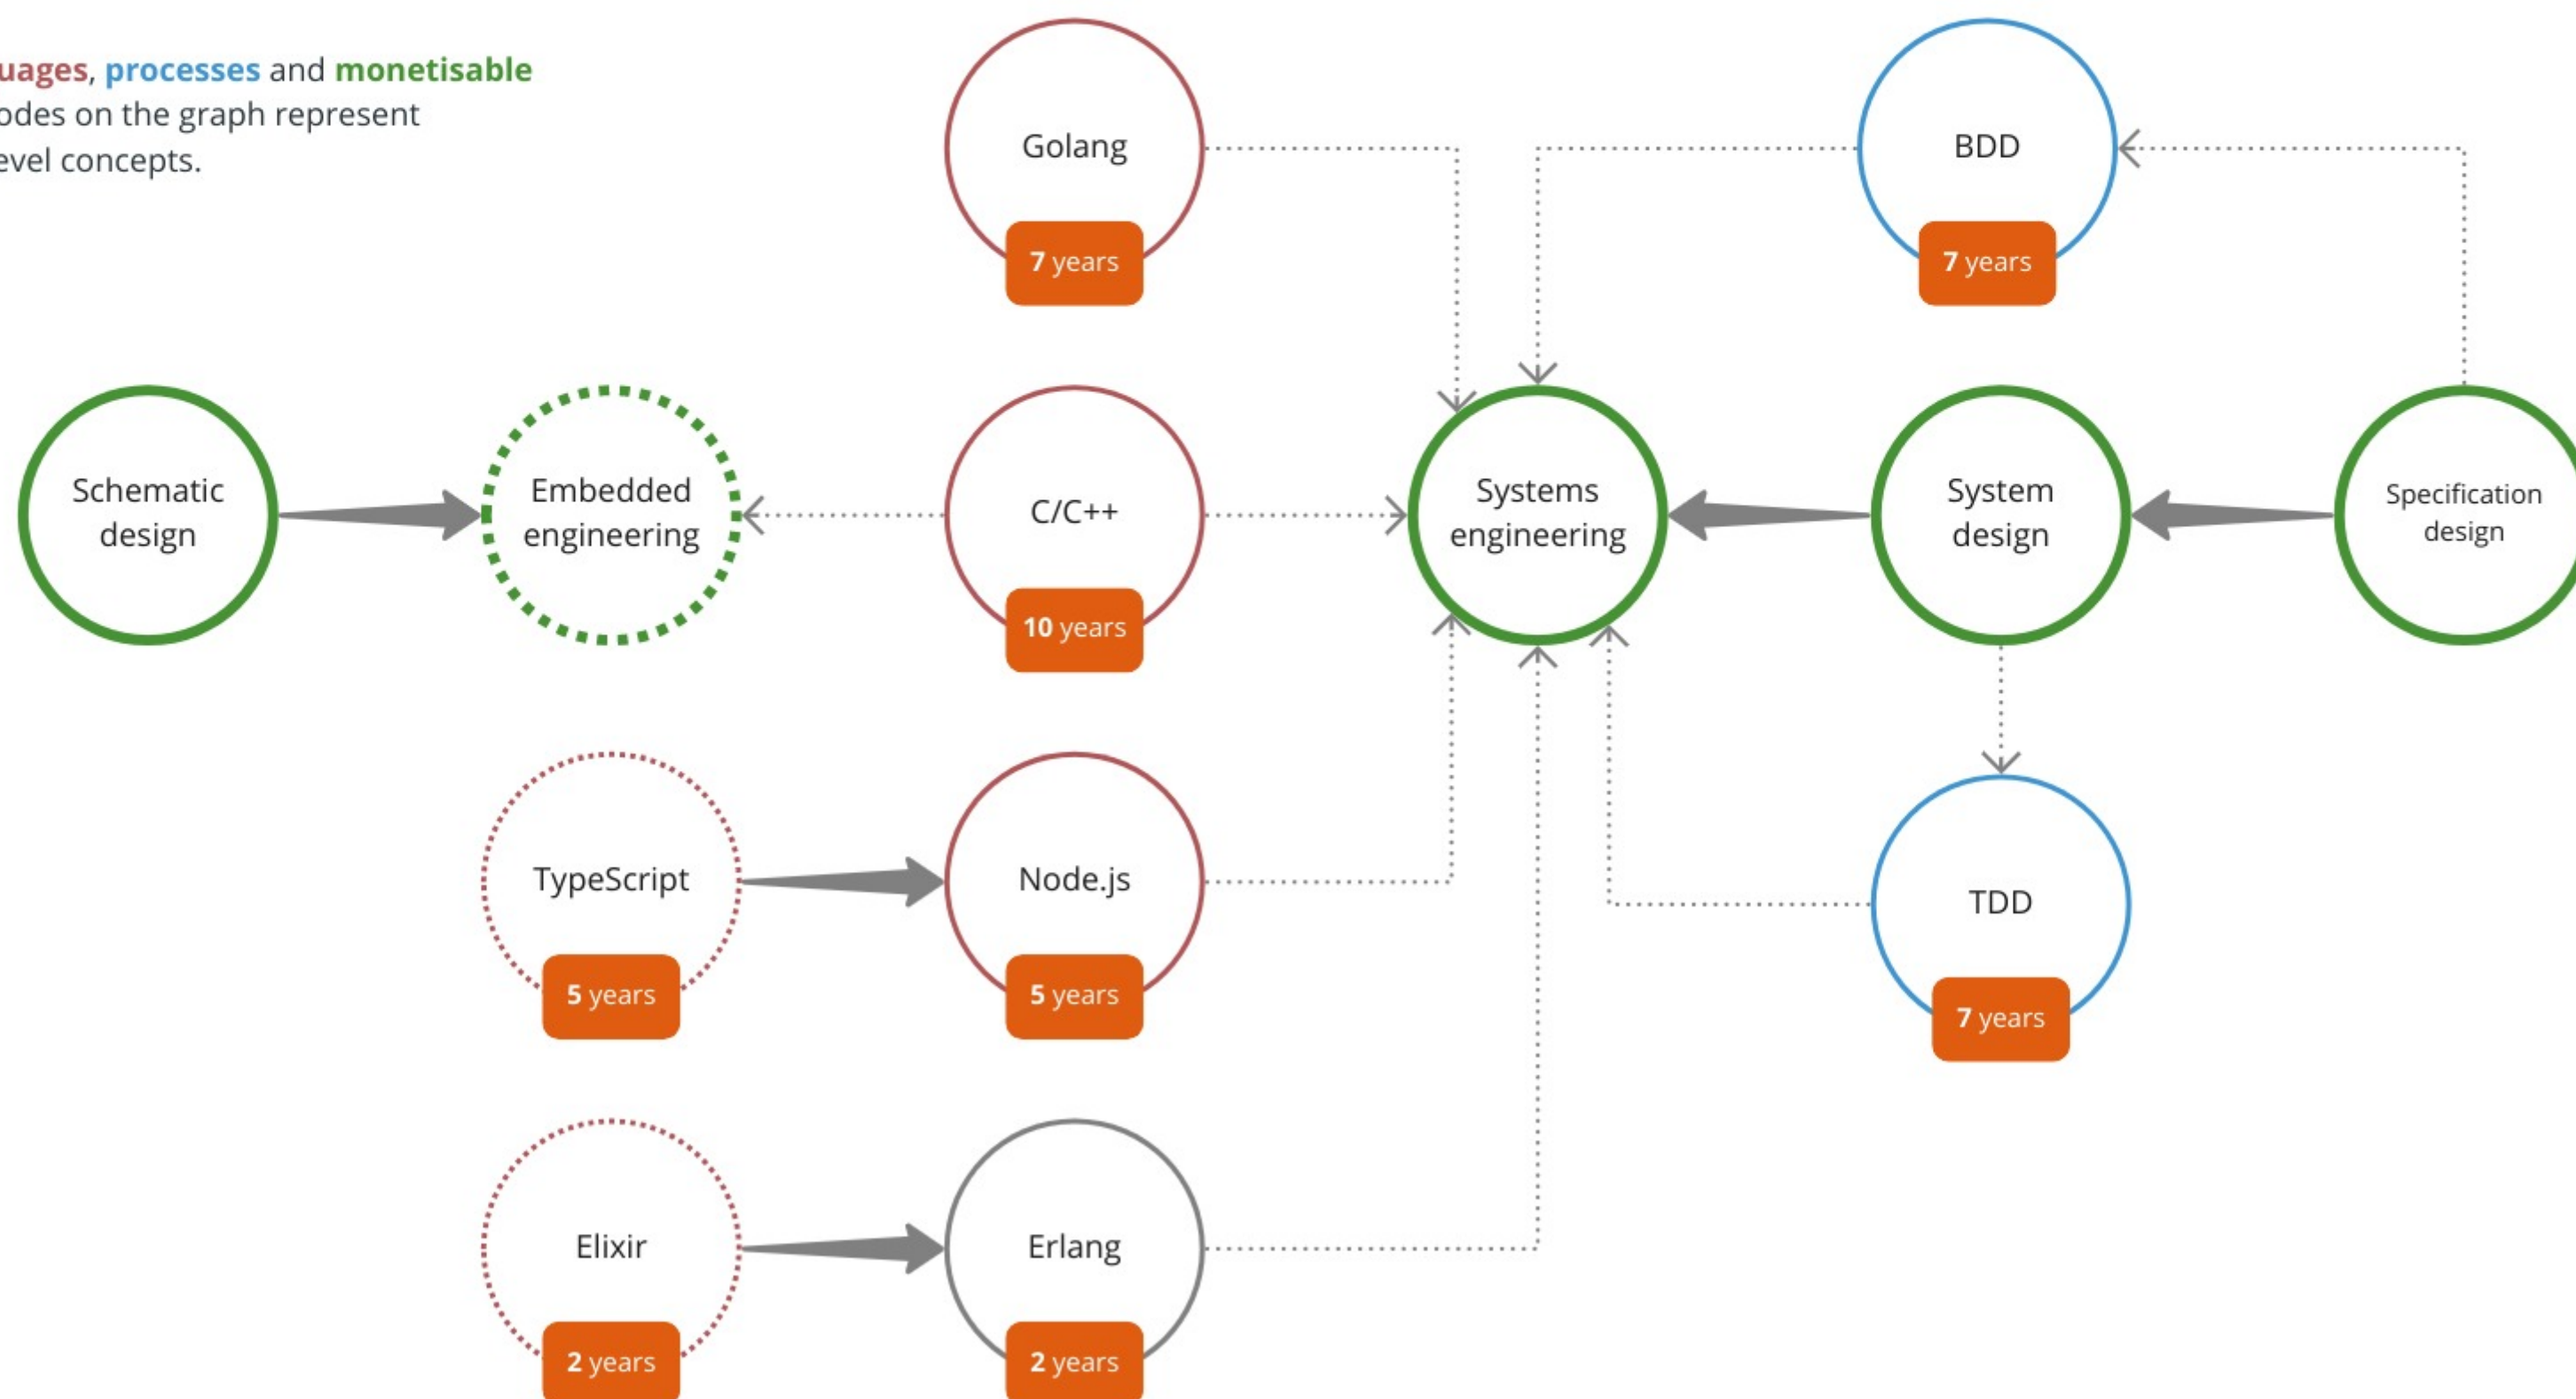 uages, processes and monetisable
odes on the graph represent
evel concepts.
Golang
7 years
BDD
7 years
Schematic
design
Embedded
engineering
C/C++
10 years
Systems
engineering
System
design
Specification
design
TypeScript
5 years
Node.js
5 years
TDD
7 years
Elixir
2 years
Erlang
2 years